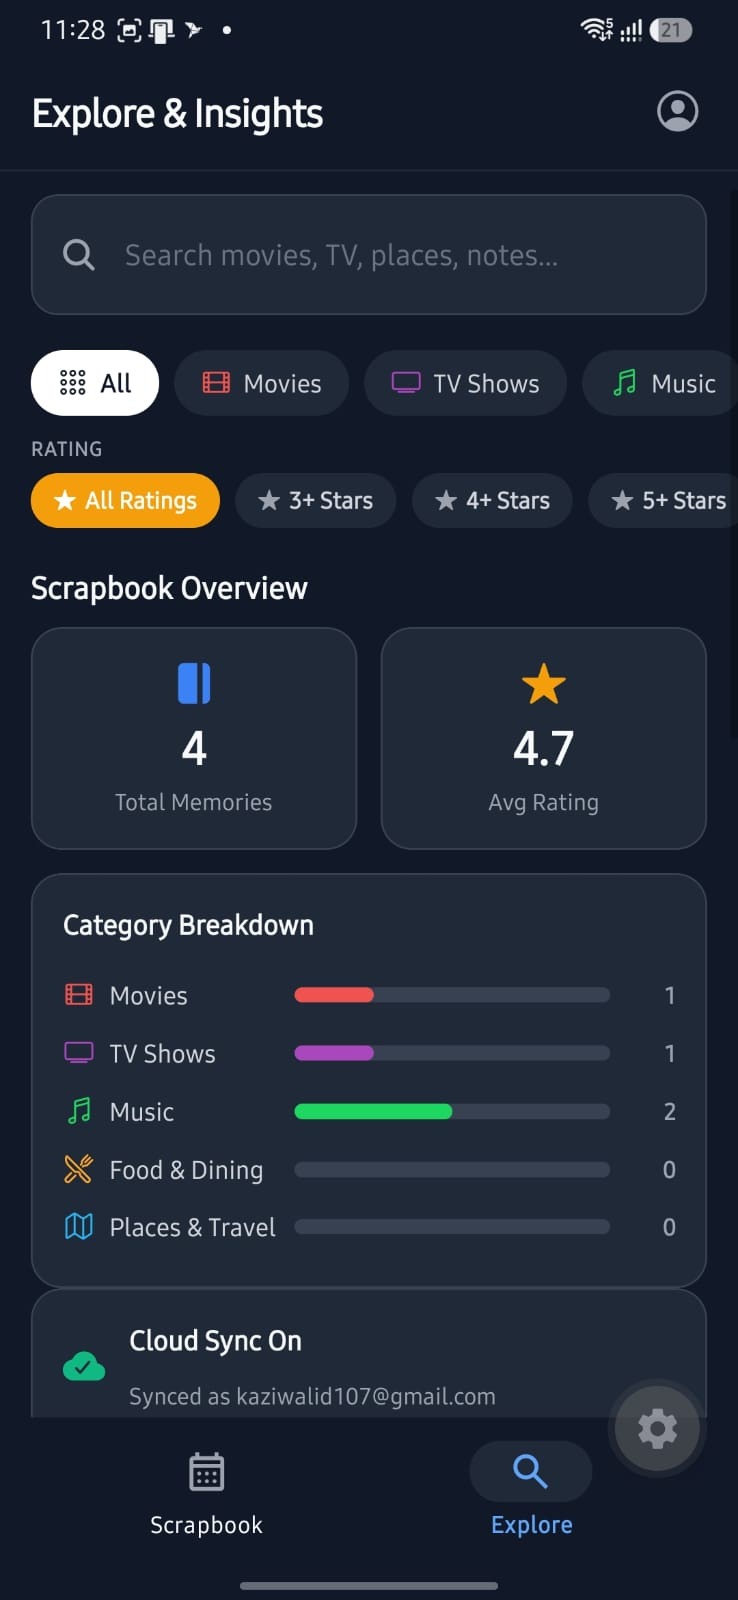 11:28
5
21
Explore & Insights
Search movies, TV, places, notes...
All
Movies
TV Shows
Music
RATING
All Ratings
3+ Stars
4+ Stars
5+ Stars
Scrapbook Overview
4
Total Memories
4.7
Avg Rating
Category Breakdown
Movies 1
TV Shows 1
Music 2
Food & Dining 0
Places & Travel 0
Cloud Sync On
Synced as kaziwalid107@gmail.com
Scrapbook
Explore